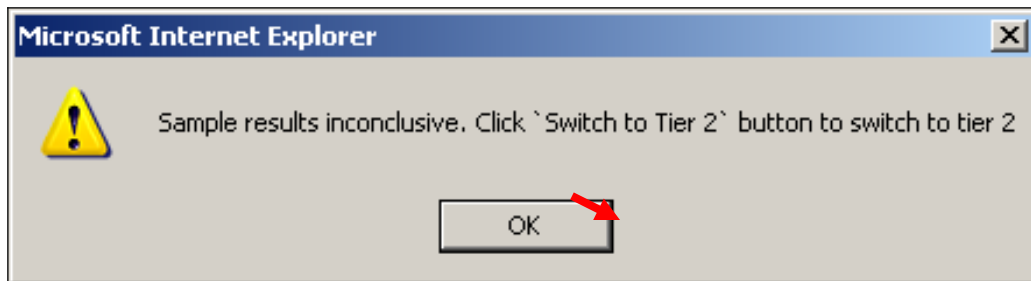 Microsoft Internet Explorer
Sample results inconclusive. Click `Switch to Tier 2` button to switch to tier 2
OK